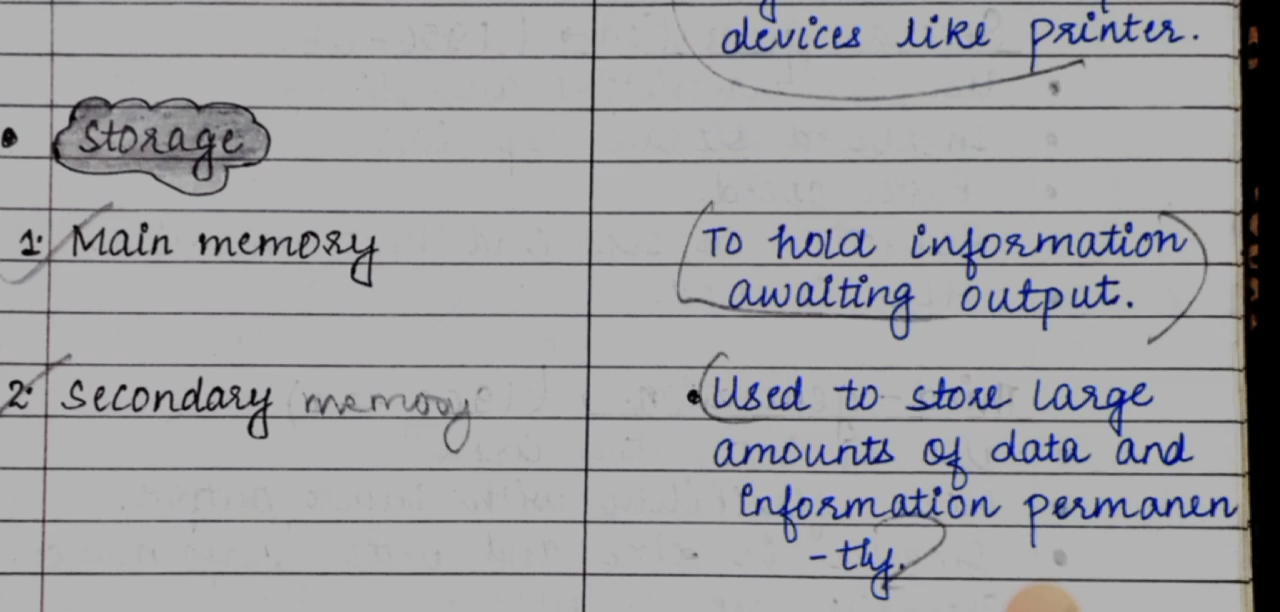 devices like printer.
• Storage
1. Main memory
To hold information
awaiting output.
2. Secondary memory
• Used to store large
amounts of data and
information permanen
-tly.